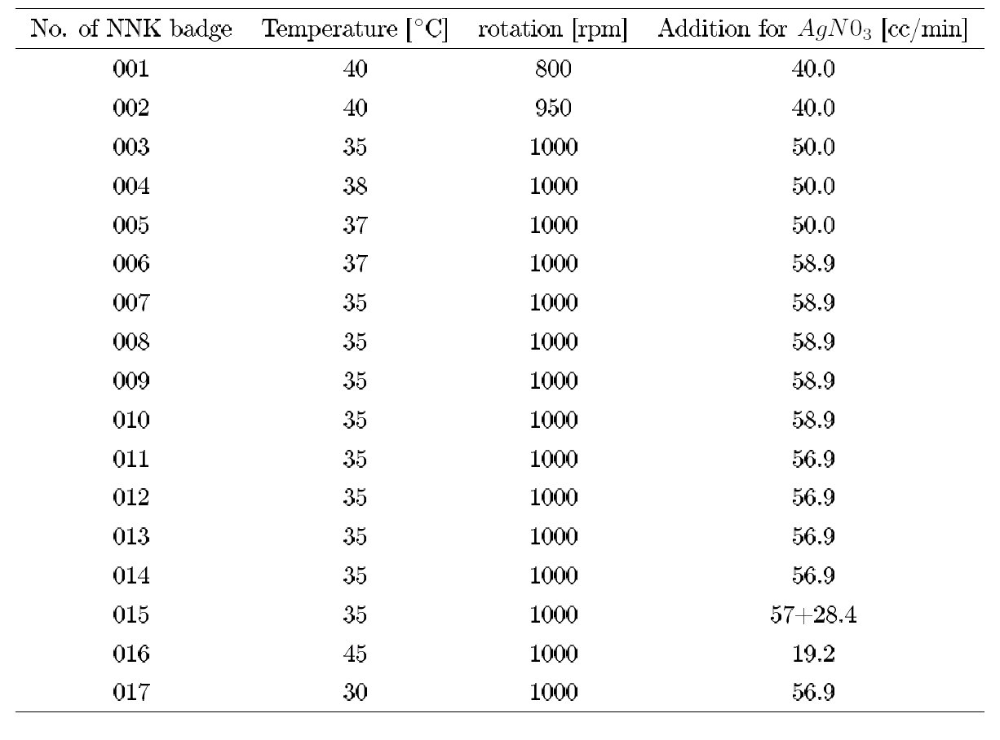 No. of NNK badge Temperature [°C] rotation [rpm] Addition for AgN0₃ [cc/min]
001 40 800 40.0
002 40 950 40.0
003 35 1000 50.0
004 38 1000 50.0
005 37 1000 50.0
006 37 1000 58.9
007 35 1000 58.9
008 35 1000 58.9
009 35 1000 58.9
010 35 1000 58.9
011 35 1000 56.9
012 35 1000 56.9
013 35 1000 56.9
014 35 1000 56.9
015 35 1000 57+28.4
016 45 1000 19.2
017 30 1000 56.9